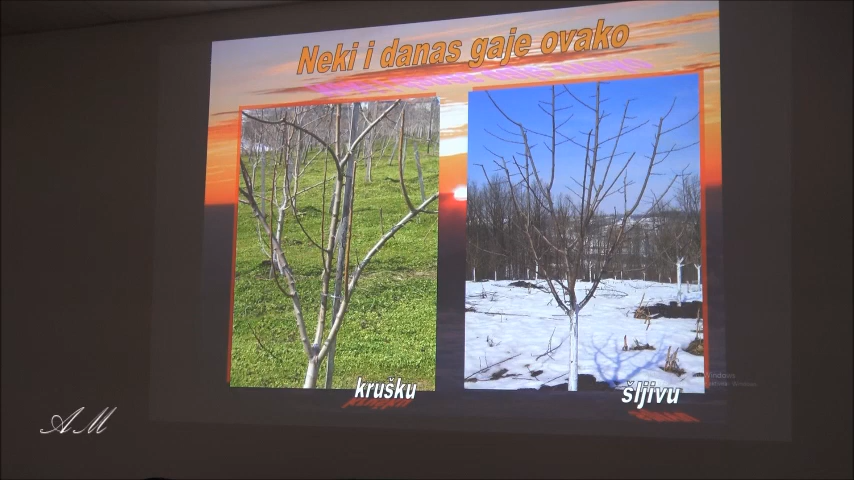 Neki i danas gaje ovako
krušku
šljivu
AM